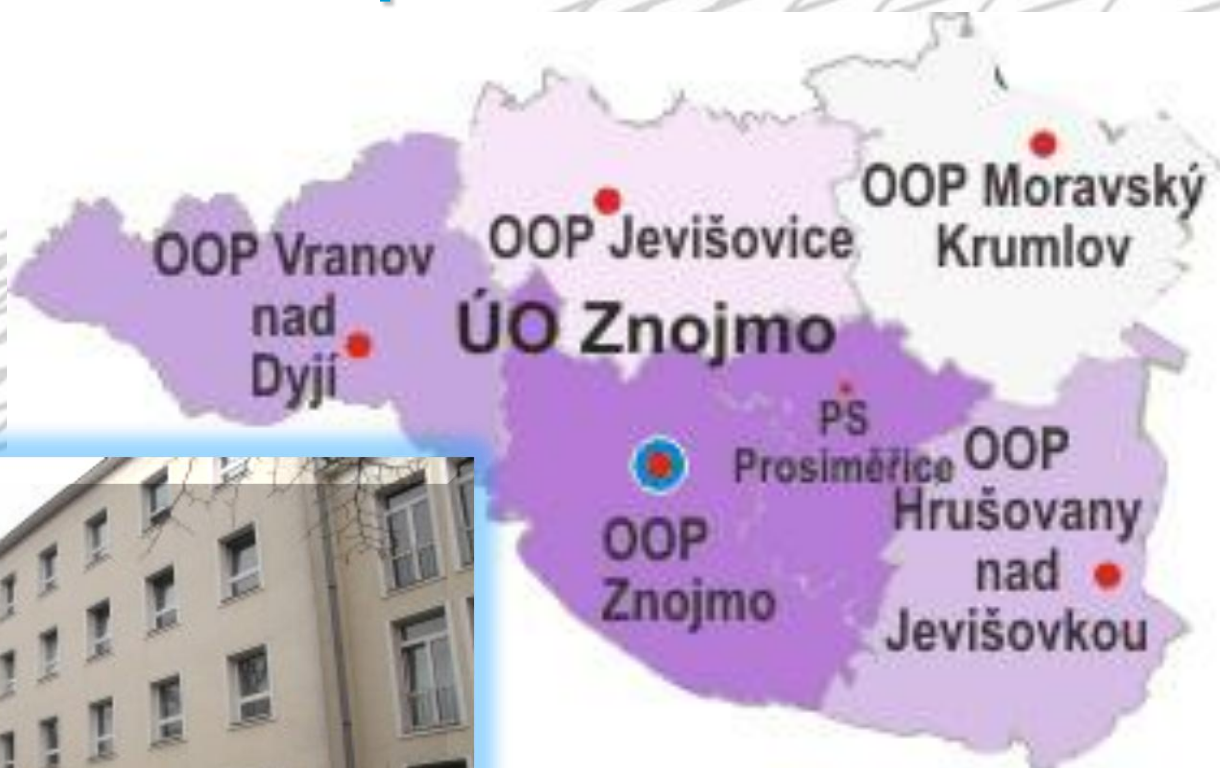 OOP Moravský
Krumlov
OOP Jevišovice
OOP Vranov
nad
Dyjí
ÚO Znojmo
PS
Prosiměřice
OOP
Hrušovany
nad
Jevišovkou
OOP
Znojmo